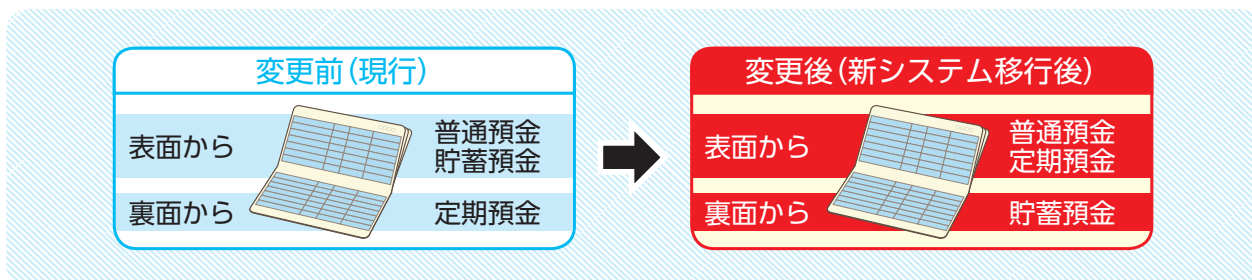 変更前(現行)
表面から
普通預金
貯蓄預金
裏面から
定期預金
変更後(新システム移行後)
表面から
普通預金
定期預金
裏面から
貯蓄預金